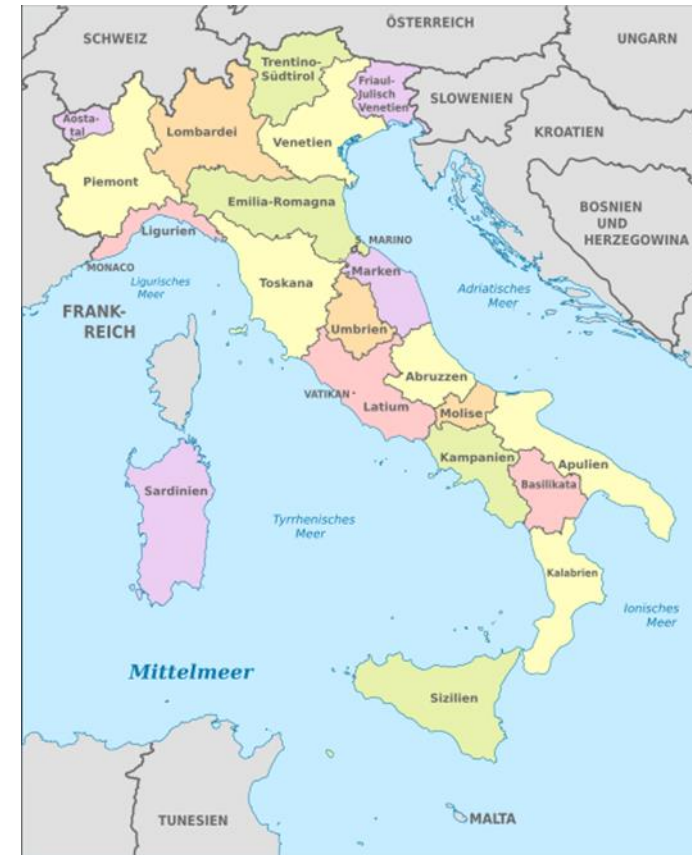 ÖSTERREICH
SCHWEIZ
UNGARN
Trentino-
Südtirol
Friaul-
Julisch
Venetien
SLOWENIEN
Aosta-
tal
Lombardei
Venetien
KROATIEN
Piemont
Emilia-Romagna
BOSNIEN
UND
HERZEGOWINA
Ligurien
S. MARINO
MONACO
Ligurisches
Meer
Toskana
Marken
Adriatisches
Meer
FRANK-
REICH
Umbrien
Abruzzen
VATIKAN
Latium
Molise
Kampanien
Apulien
Basilikata
Sardinien
Tyrrhenisches
Meer
Kalabrien
Ionisches
Meer
Mittelmeer
Sizilien
TUNESIEN
MALTA